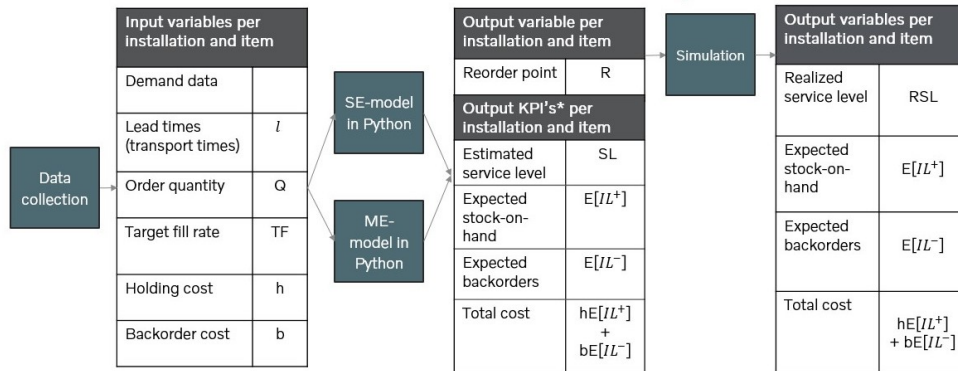 Data
collection
Input variables per
installation and item
Demand data
Lead times l
(transport times)
Order quantity Q
Target fill rate TF
Holding cost h
Backorder cost b
SE-model
in Python
ME-
model in
Python
Output variable per
installation and item
Reorder point R
Output KPI's* per
installation and item
Estimated SL
service level
Expected E[IL⁺]
stock-on-
hand
Expected E[IL⁻]
backorders
Total cost hE[IL⁺]
+
bE[IL⁻]
Simulation
Output variables per
installation and item
Realized RSL
service level
Expected E[IL⁺]
stock-on-
hand
Expected E[IL⁻]
backorders
Total cost hE[IL⁺]
+ bE[IL⁻]